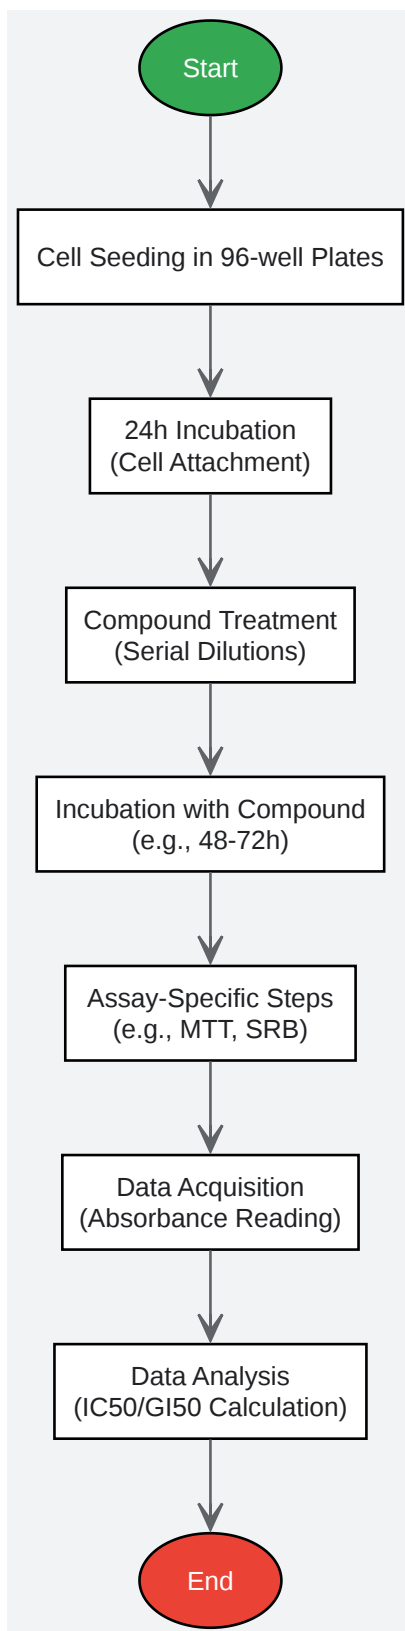 Start
Cell Seeding in 96-well Plates
24h Incubation
(Cell Attachment)
Compound Treatment
(Serial Dilutions)
Incubation with Compound
(e.g., 48-72h)
Assay-Specific Steps
(e.g., MTT, SRB)
Data Acquisition
(Absorbance Reading)
Data Analysis
(IC50/GI50 Calculation)
End